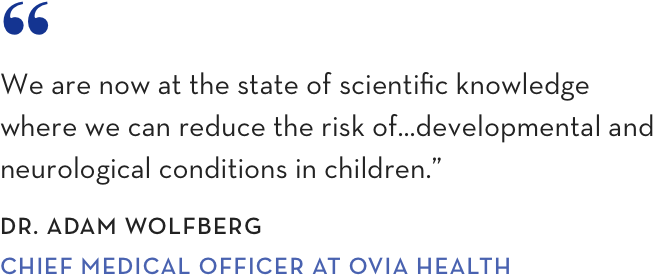 “
We are now at the state of scientific knowledge
where we can reduce the risk of...developmental and
neurological conditions in children.”
DR. ADAM WOLFBERG
CHIEF MEDICAL OFFICER AT OVIA HEALTH